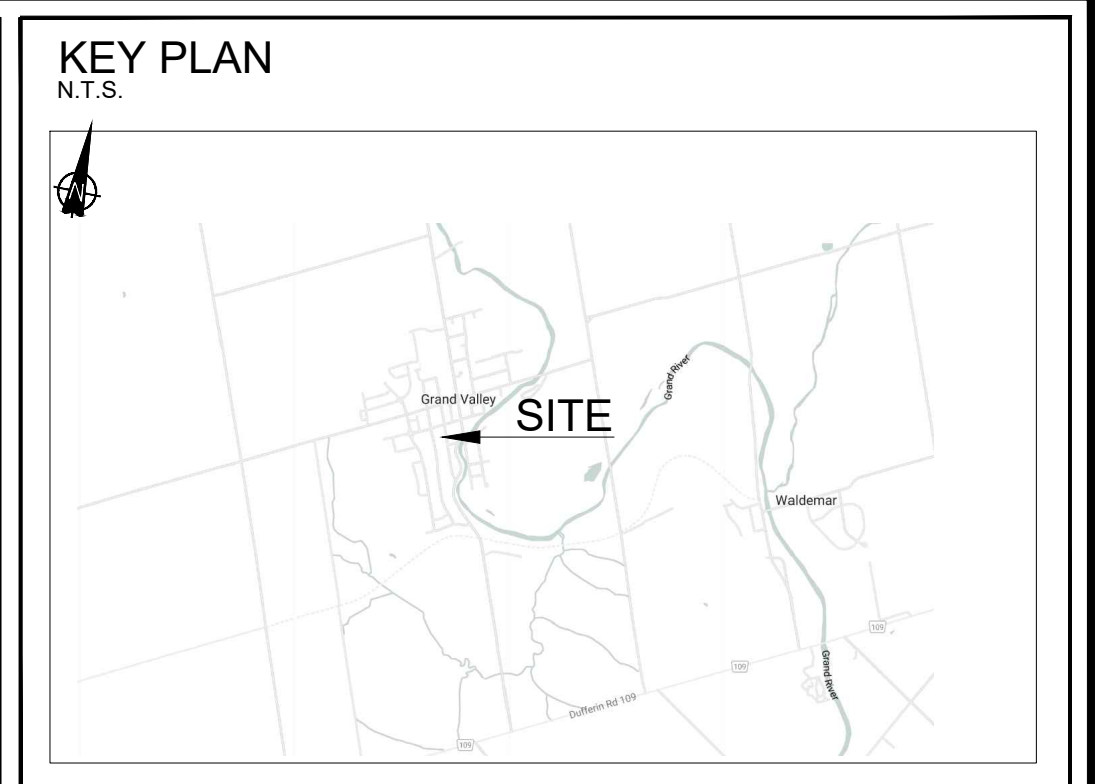 KEY PLAN
N.T.S.
N
Grand River
Grand Valley
SITE
Waldemar
109
Grand River
109
Dufferin Rd 109
109